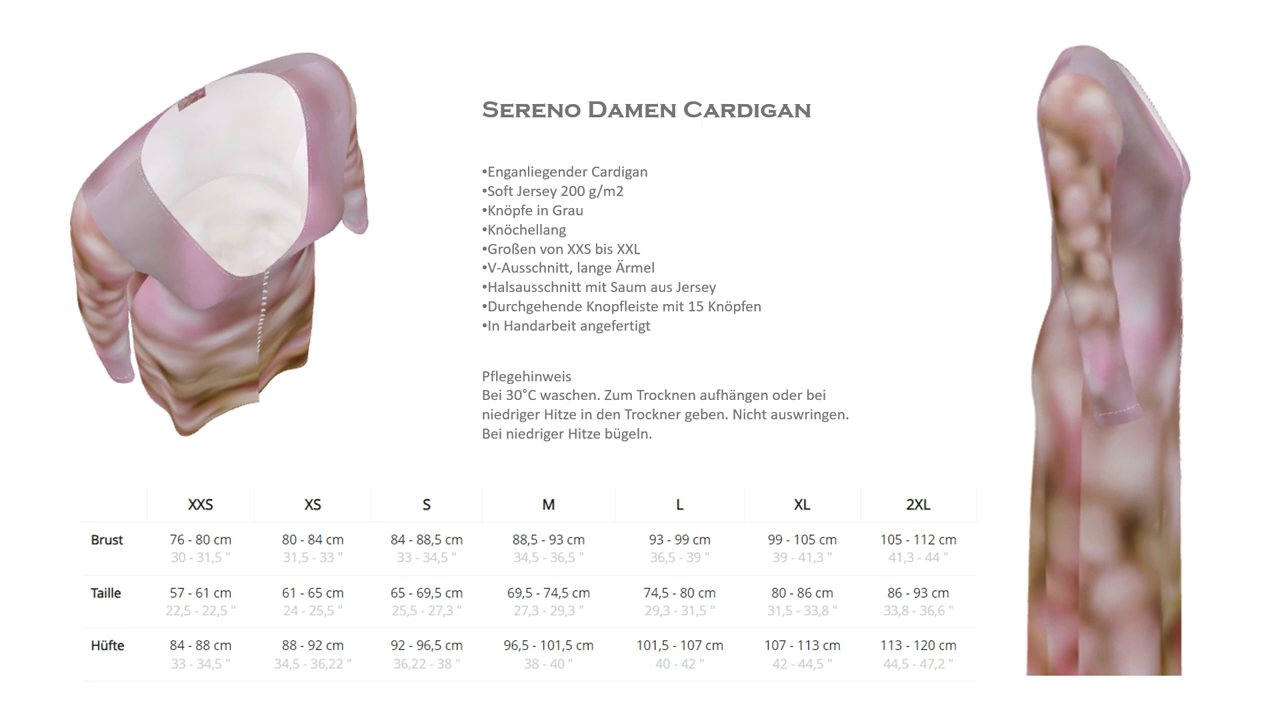 Sereno Damen Cardigan
•Enganliegender Cardigan
•Soft Jersey 200 g/m2
•Knöpfe in Grau
•Knöchellang
•Großen von XXS bis XXL
•V-Ausschnitt, lange Ärmel
•Halsausschnitt mit Saum aus Jersey
•Durchgehende Knopfleiste mit 15 Knöpfen
•In Handarbeit angefertigt
Pflegehinweis
Bei 30°C waschen. Zum Trocknen aufhängen oder bei
niedriger Hitze in den Trockner geben. Nicht auswringen.
Bei niedriger Hitze bügeln.
XXS XS S M L XL 2XL
Brust 76 - 80 cm 80 - 84 cm 84 - 88,5 cm 88,5 - 93 cm 93 - 99 cm 99 - 105 cm 105 - 112 cm
30 - 31,5 " 31,5 - 33 " 33 - 34,5 " 34,5 - 36,5 " 36,5 - 39 " 39 - 41,3 " 41,3 - 44 "
Taille 57 - 61 cm 61 - 65 cm 65 - 69,5 cm 69,5 - 74,5 cm 74,5 - 80 cm 80 - 86 cm 86 - 93 cm
22,5 - 22,5 " 24 - 25,5 " 25,5 - 27,3 " 27,3 - 29,3 " 29,3 - 31,5 " 31,5 - 33,8 " 33,8 - 36,6 "
Hüfte 84 - 88 cm 88 - 92 cm 92 - 96,5 cm 96,5 - 101,5 cm 101,5 - 107 cm 107 - 113 cm 113 - 120 cm
33 - 34,5 " 34,5 - 36,22 " 36,22 - 38 " 38 - 40 " 40 - 42 " 42 - 44,5 " 44,5 - 47,2 "